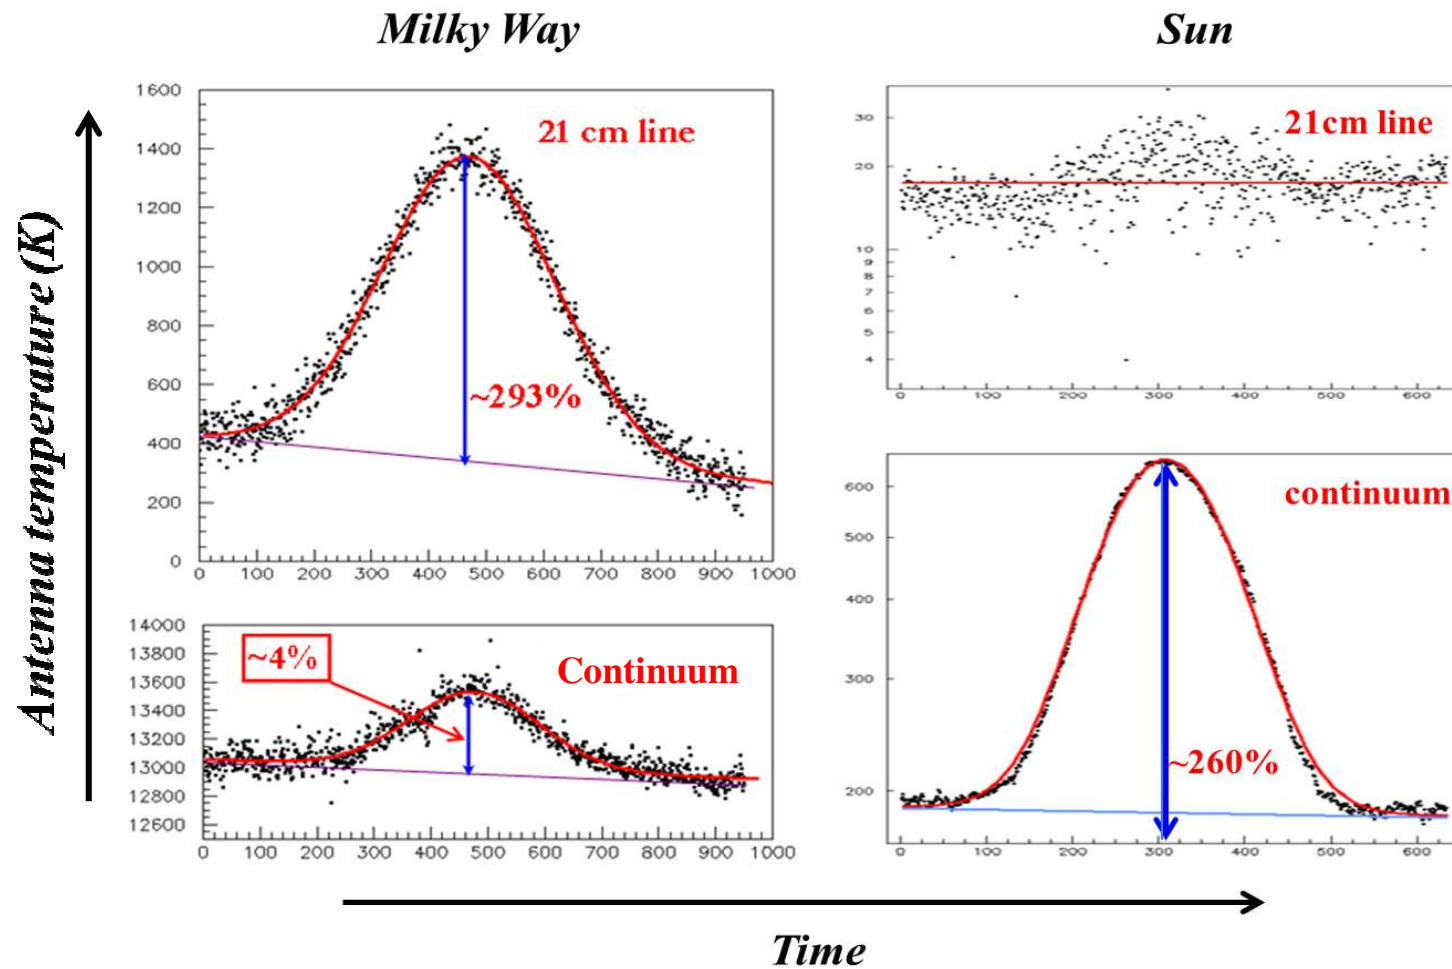 Milky Way
Sun
Antenna temperature (K)
1600
1400
1200
1000
800
600
400
200
0
21 cm line
~293%
0 100 200 300 400 500 600 700 800 900 1000
30
20
10
9
8
7
6
5
4
21cm line
0 100 200 300 400 500 600
14000
13800
13600
13400
13200
13000
12800
12600
~4%
Continuum
0 100 200 300 400 500 600 700 800 900 1000
600
500
400
300
200
continuum
~260%
0 100 200 300 400 500 600
Time